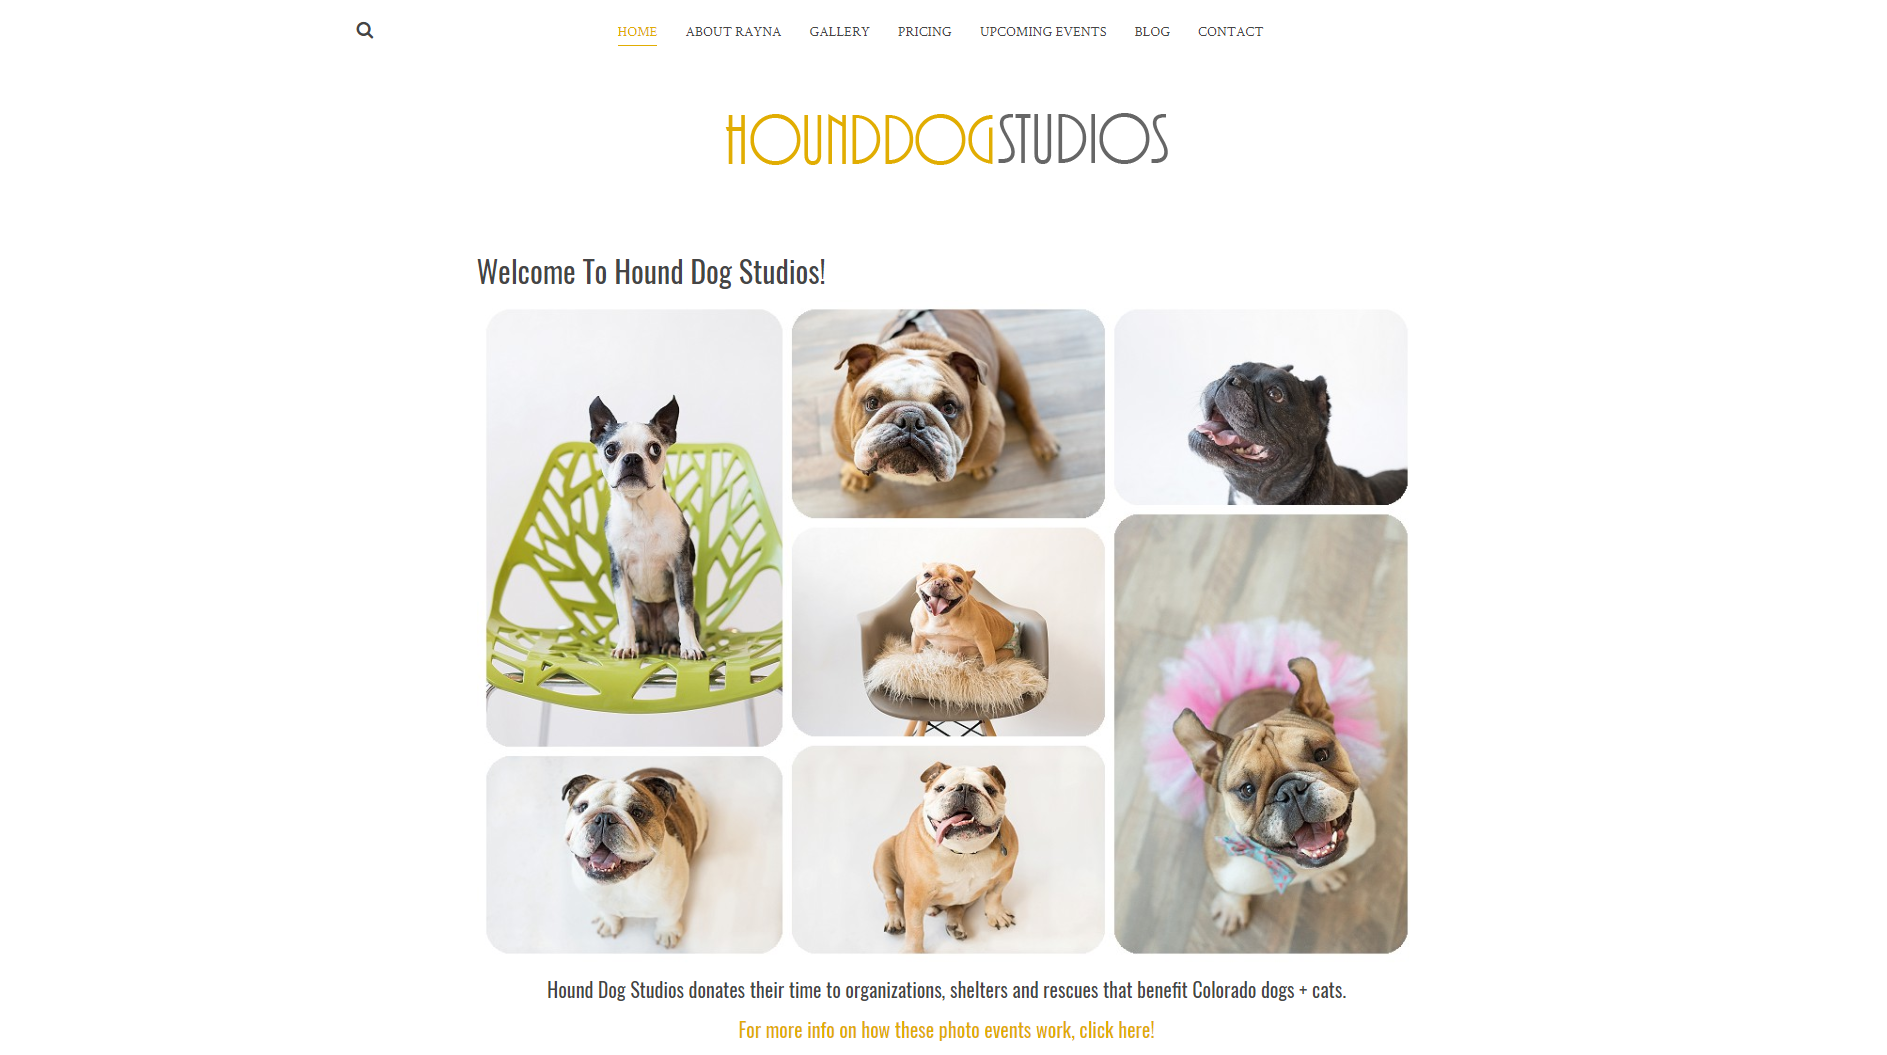 HOME ABOUT RAYNA GALLERY PRICING UPCOMING EVENTS BLOG CONTACT
HOUNDDOGSTUDIOS
Welcome To Hound Dog Studios!
Hound Dog Studios donates their time to organizations, shelters and rescues that benefit Colorado dogs + cats.
For more info on how these photo events work, click here!